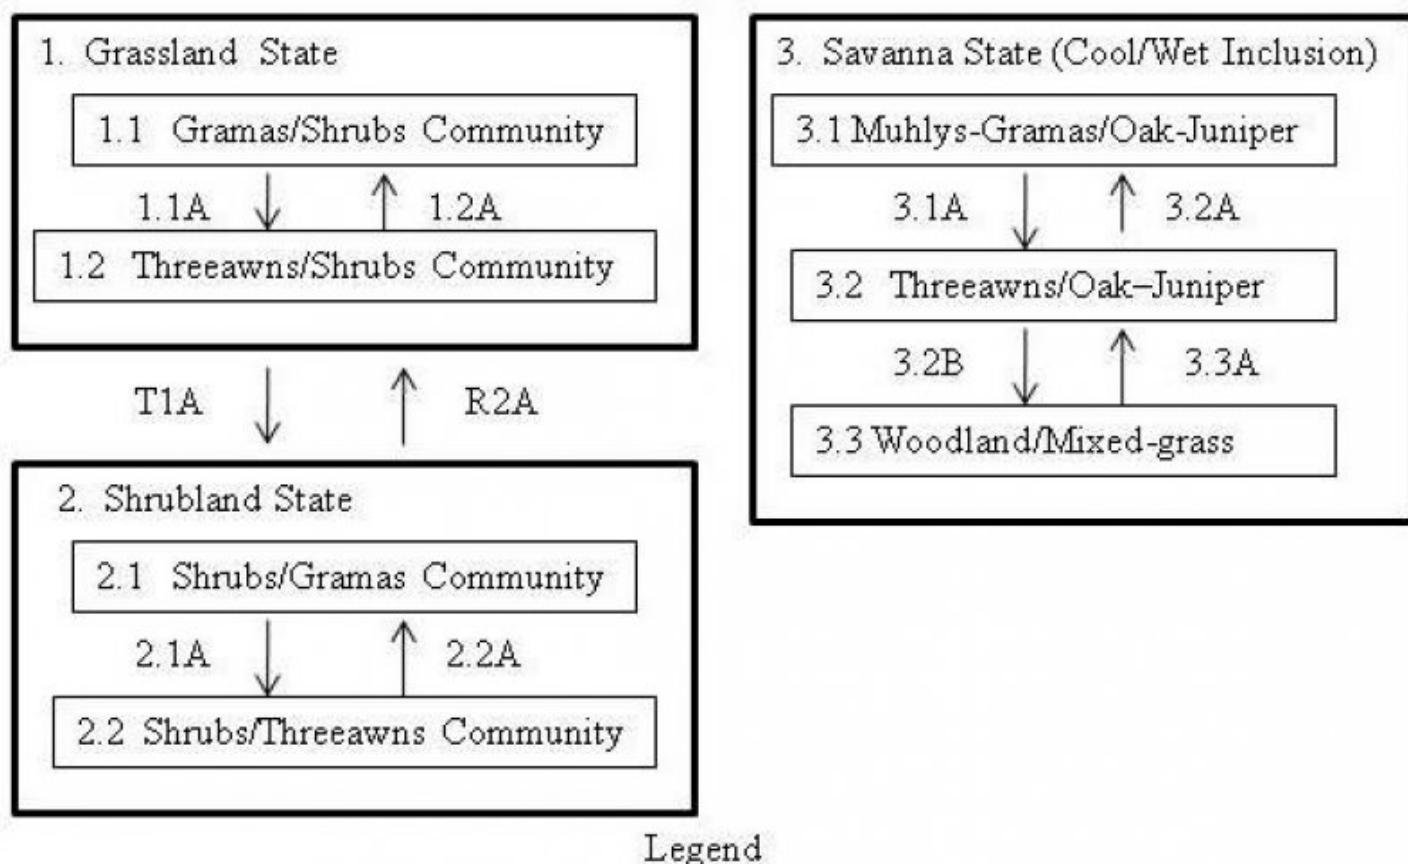 1. Grassland State
1.1 Gramas/Shrubs Community
1.1A
1.2A
1.2 Threeawns/Shrubs Community
T1A
R2A
2. Shrubland State
2.1 Shrubs/Gramas Community
2.1A
2.2A
2.2 Shrubs/Threeawns Community
3. Savanna State (Cool/Wet Inclusion)
3.1 Muhlys-Gramas/Oak-Juniper
3.1A
3.2A
3.2 Threeawns/Oak–Juniper
3.2B
3.3A
3.3 Woodland/Mixed-grass
Legend